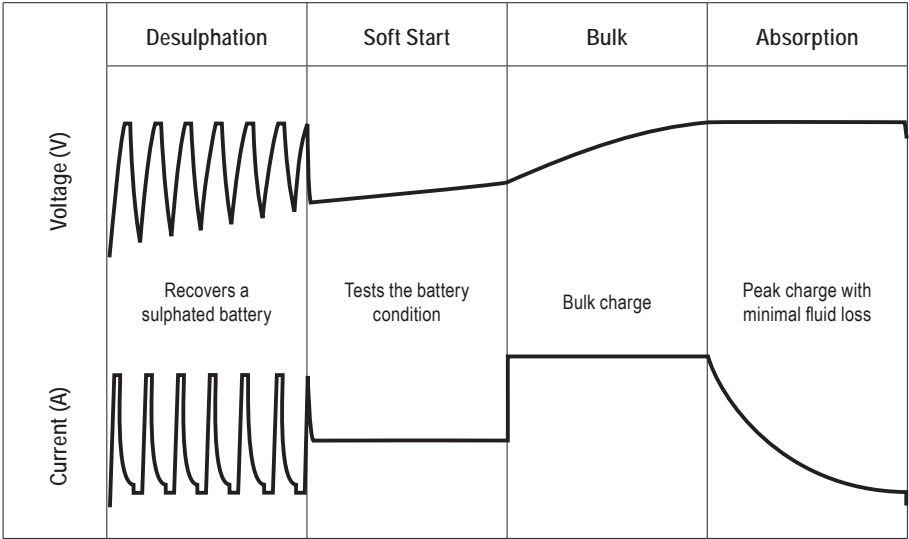 Desulphation
Soft Start
Bulk
Absorption
Voltage (V)
Recovers a
sulphated battery
Tests the battery
condition
Bulk charge
Peak charge with
minimal fluid loss
Current (A)